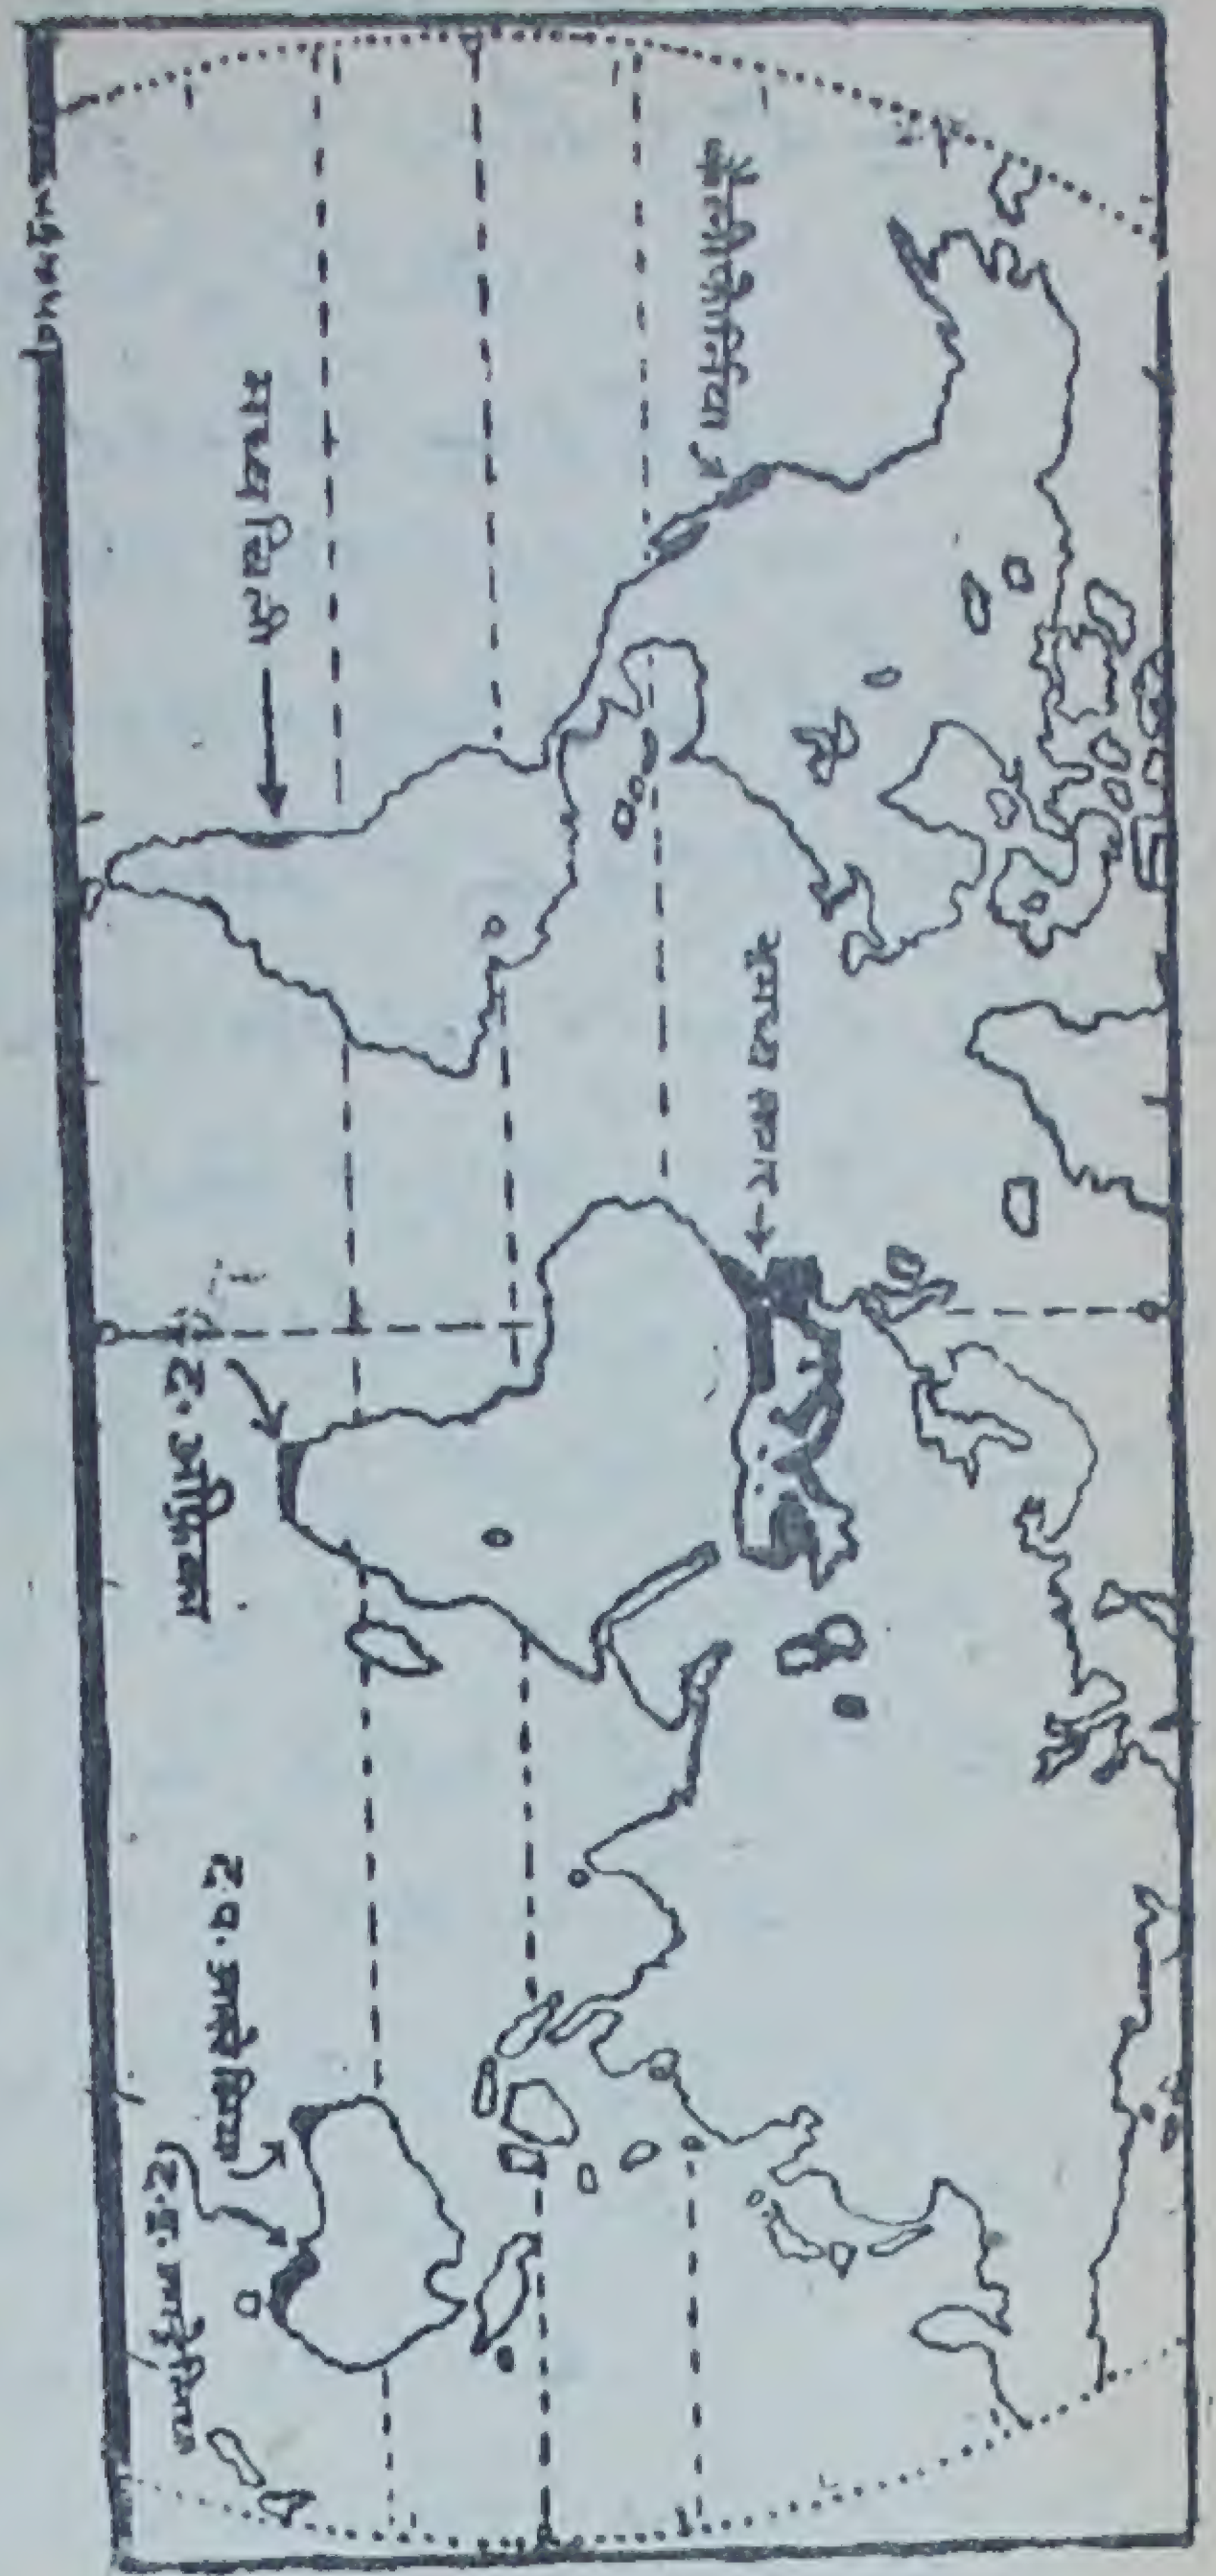 कैलीफोर्निया
भूमध्य सागर
मध्य चिली
द. अफ्रिका
द.प. आस्ट्रेलिया
द.पू. आस्ट्रेलिया